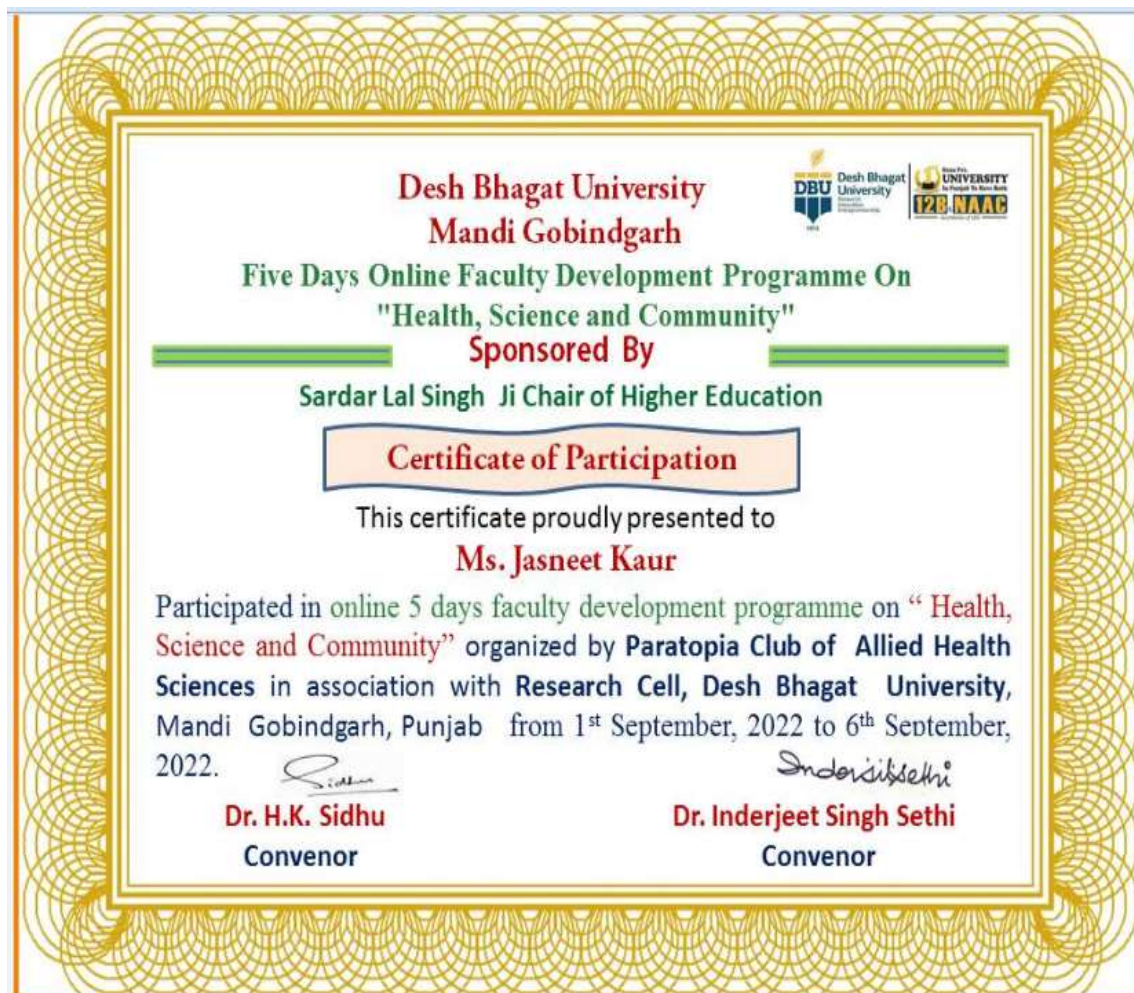 Desh Bhagat University
Mandi Gobindgarh
DBU
Desh Bhagat
University
UNIVERSITY
12B NAAC
Five Days Online Faculty Development Programme On
"Health, Science and Community"
Sponsored By
Sardar Lal Singh Ji Chair of Higher Education
Certificate of Participation
This certificate proudly presented to
Ms. Jasneet Kaur
Participated in online 5 days faculty development programme on “ Health,
Science and Community” organized by Paratopia Club of Allied Health
Sciences in association with Research Cell, Desh Bhagat University,
Mandi Gobindgarh, Punjab from 1st September, 2022 to 6th September,
2022.
Sidhu
Dr. H.K. Sidhu
Convenor
Dr. Inderjeet Singh Sethi
Convenor